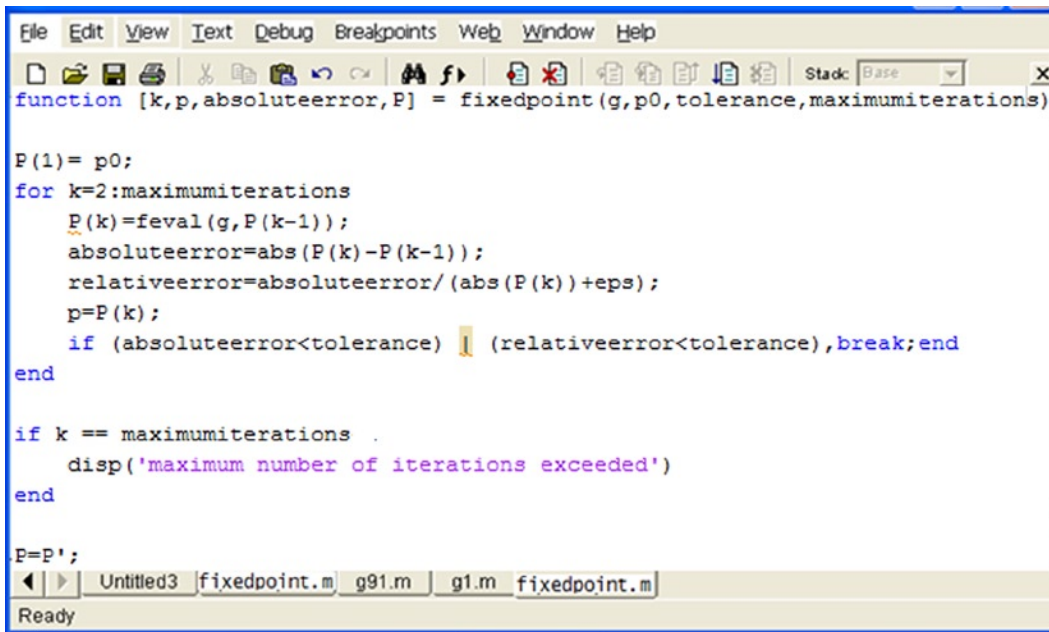 File Edit View Text Debug Breakpoints Web Window Help
Stack: Base
function [k,p,absoluteerror,P] = fixedpoint(g,p0,tolerance,maximumiterations)
P(1)= p0;
for k=2:maximumiterations
P(k)=feval(g,P(k-1));
absoluteerror=abs(P(k)-P(k-1));
relativeerror=absoluteerror/(abs(P(k))+eps);
p=P(k);
if (absoluteerror<tolerance) | (relativeerror<tolerance),break;end
end
if k == maximumiterations .
disp('maximum number of iterations exceeded')
end
.P=P';
Untitled3 fixedpoint.m g91.m g1.m fixedpoint.m
Ready